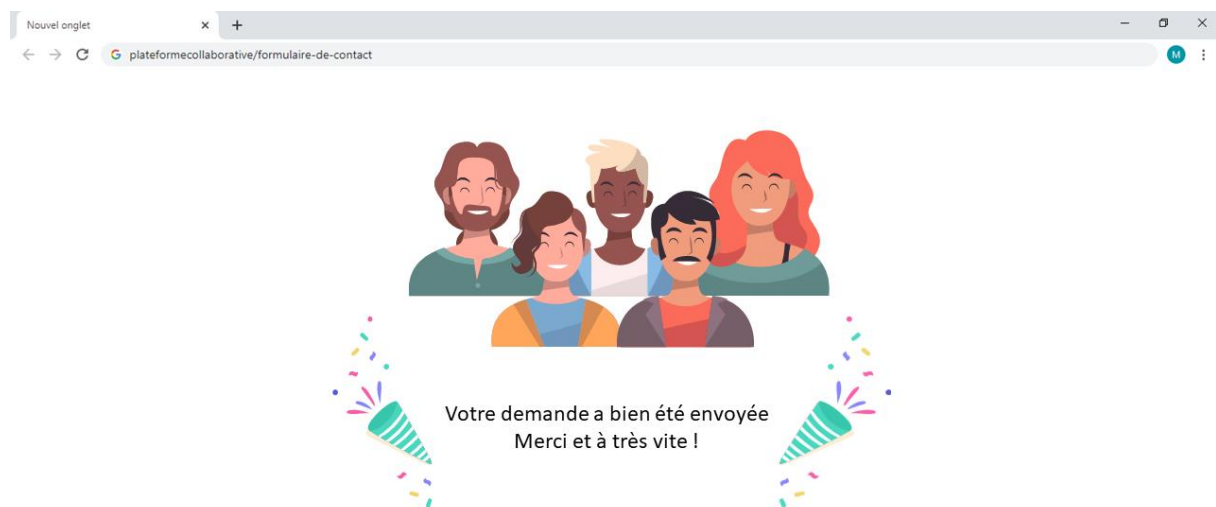 Nouvel onglet
plateformecollaborative/formulaire-de-contact
M
Votre demande a bien été envoyée
Merci et à très vite !